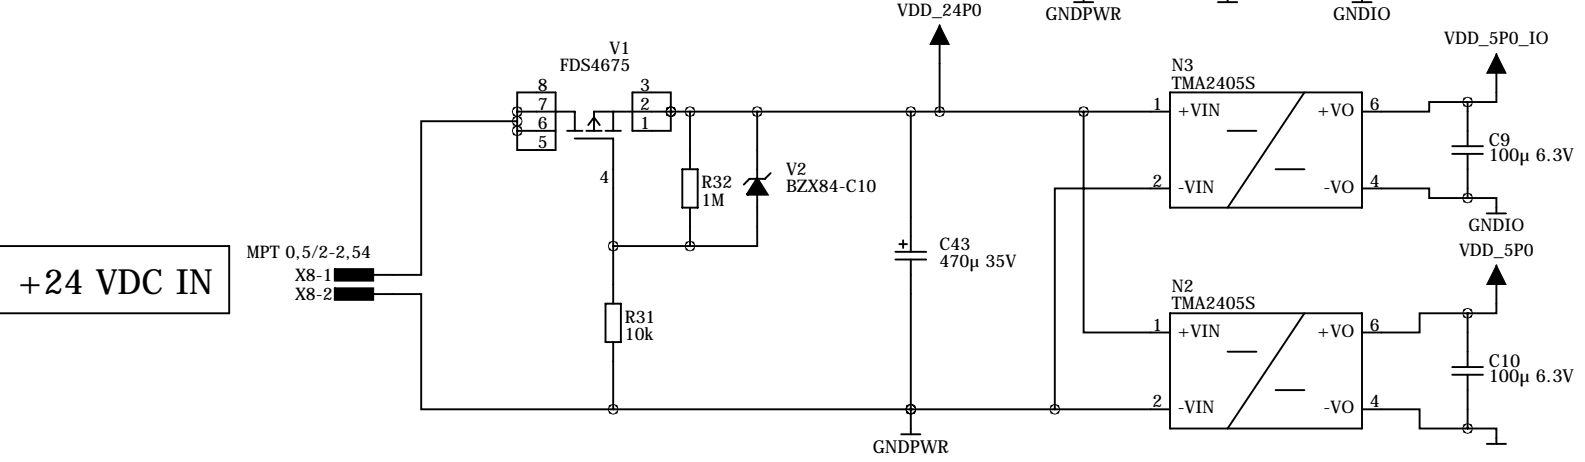 VDD_24P0
GNDPWR
GNDIO
VDD_5P0_IO
V1
FDS4675
8
7
6
5
3
2
1
4
N3
TMA2405S
1
+VIN
+VO
6
2
-VIN
-VO
4
C9
100µ 6.3V
R32
1M
V2
BZX84-C10
GNDIO
VDD_5P0
MPT 0,5/2-2,54
+24 VDC IN
X8-1
X8-2
C43
470µ 35V
+
R31
10k
N2
TMA2405S
1
+VIN
+VO
6
2
-VIN
-VO
4
C10
100µ 6.3V
GNDPWR